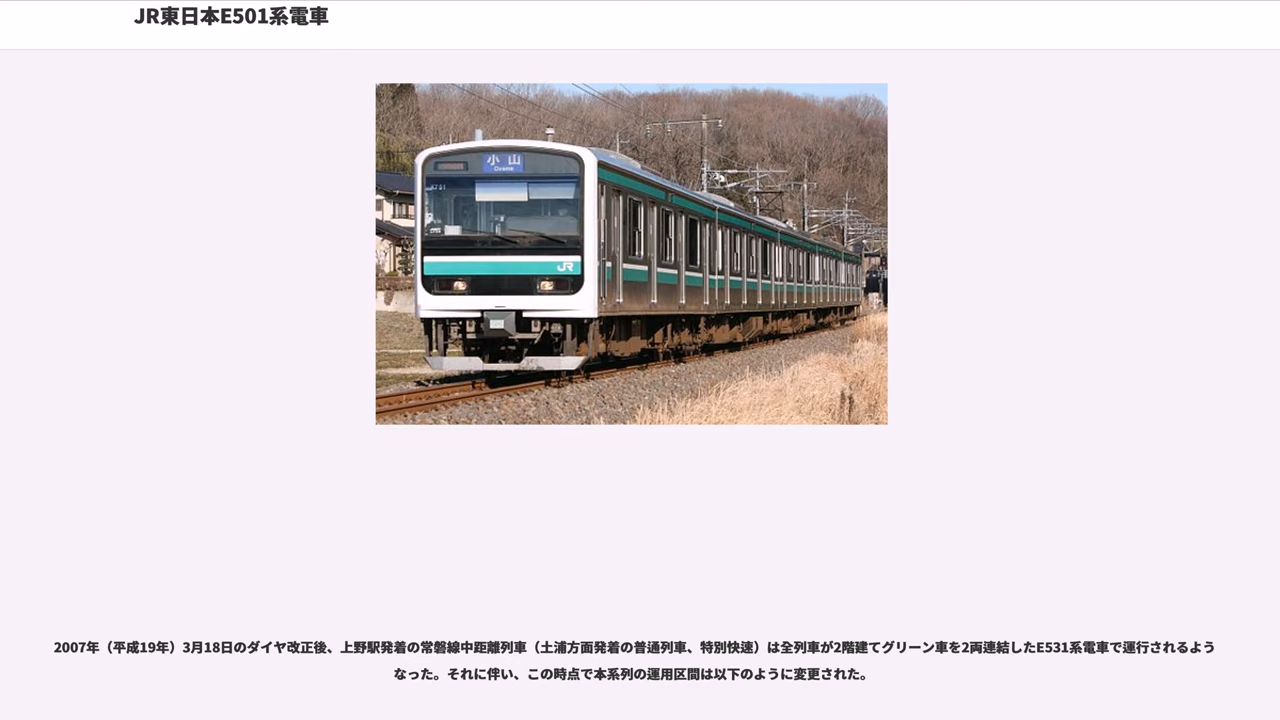 JR東日本E501系電車
小山
Oyama
K751
JR
2007年（平成19年）3月18日のダイヤ改正後、上野駅発着の常磐線中距離列車（土浦方面発着の普通列車、特別快速）は全列車が2階建てグリーン車を2両連結したE531系電車で運行されるよう
なった。それに伴い、この時点で本系列の運用区間は以下のように変更された。